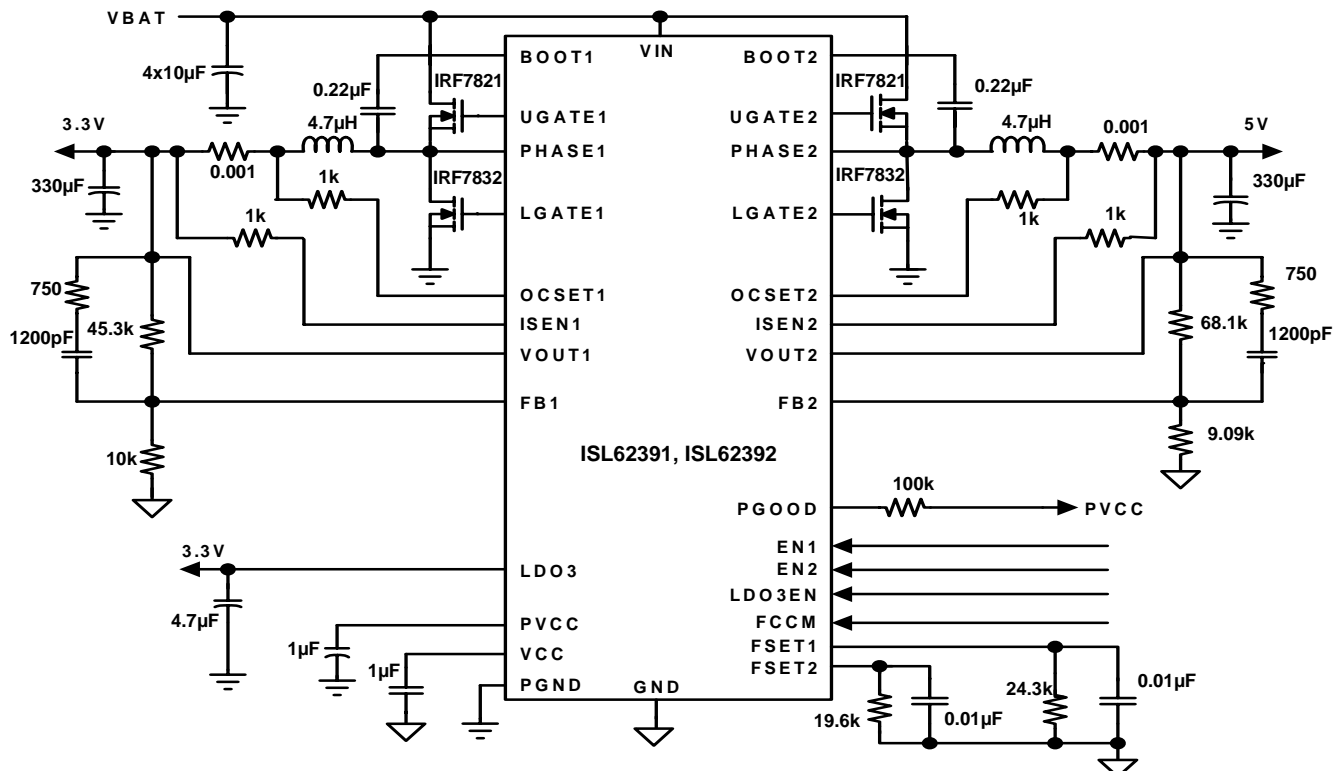 VBAT
VIN
4x10µF
BOOT1
BOOT2
0.22µF
IRF7821
IRF7821
0.22µF
UGATE1
UGATE2
3.3V
4.7µH
PHASE1
PHASE2
4.7µH
0.001
5V
0.001
330µF
1k
IRF7832
IRF7832
330µF
1k
LGATE1
LGATE2
1k
1k
750
OCSET1
OCSET2
750
45.3k
ISEN1
ISEN2
68.1k
1200pF
1200pF
VOUT1
VOUT2
FB1
FB2
10k
9.09k
ISL62391, ISL62392
100k
PGOOD
PVCC
3.3V
EN1
LDO3
EN2
LDO3EN
4.7µF
FCCM
PVCC
1µF
FSET1
VCC
1µF
FSET2
PGND
GND
19.6k
0.01µF
24.3k
0.01µF